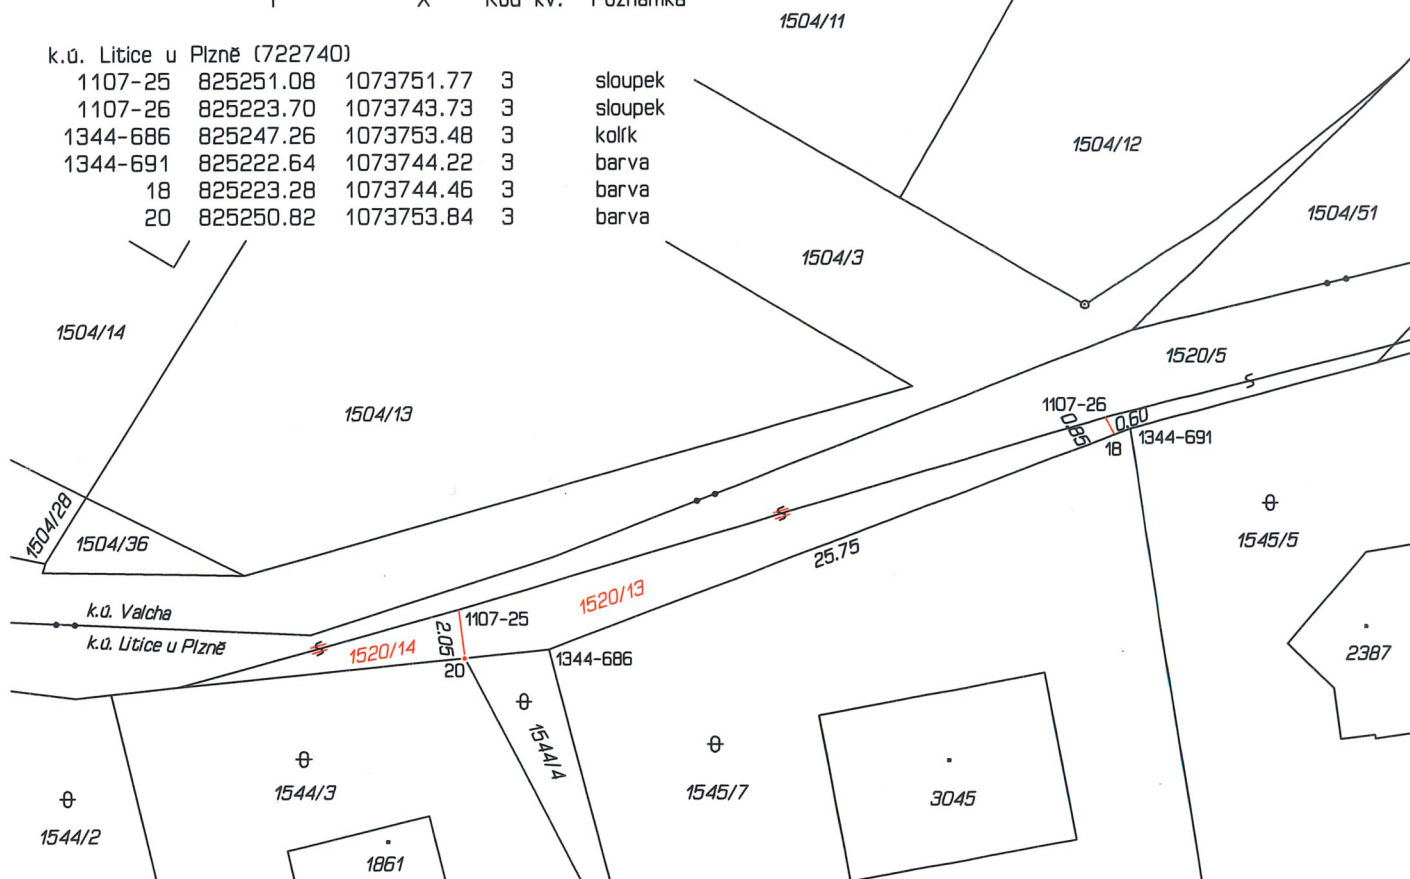 Y X Kód kv. Poznámka
k.ú. Litice u Plzně (722740)
1107-25 825251.08 1073751.77 3 sloupek
1107-26 825223.70 1073743.73 3 sloupek
1344-686 825247.26 1073753.48 3 kolík
1344-691 825222.64 1073744.22 3 barva
18 825223.28 1073744.46 3 barva
20 825250.82 1073753.84 3 barva
1504/11
1504/12
1504/51
1504/3
1504/14
1520/5
1504/13
1107-26
0.60
0.85
18
1344-691
1504/28
1504/36
1545/5
25.75
1520/13
k.ú. Valcha
k.ú. Litice u Plzně
1107-25
2.05
1520/14
20
1344-686
2387
1544/4
1544/3
1545/7
3045
1544/2
1861